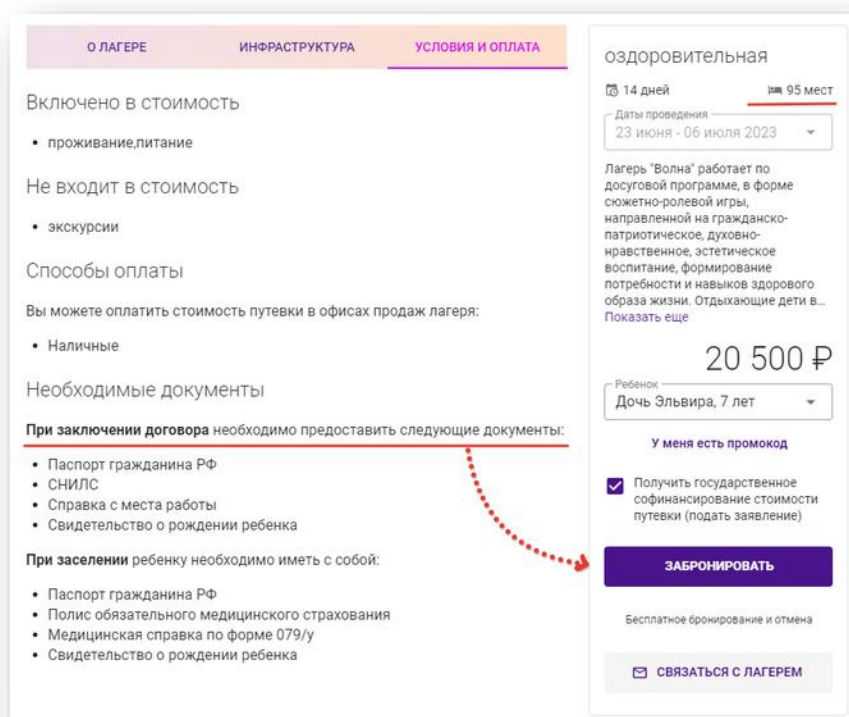 О ЛАГЕРЕ
ИНФРАСТРУКТУРА
УСЛОВИЯ И ОПЛАТА
Включено в стоимость
• проживание,питание
Не входит в стоимость
• экскурсии
Способы оплаты
Вы можете оплатить стоимость путевки в офисах продаж лагеря:
• Наличные
Необходимые документы
При заключении договора необходимо предоставить следующие документы:
• Паспорт гражданина РФ
• СНИЛС
• Справка с места работы
• Свидетельство о рождении ребенка
При заселении ребенку необходимо иметь с собой:
• Паспорт гражданина РФ
• Полис обязательного медицинского страхования
• Медицинская справка по форме 079/у
• Свидетельство о рождении ребенка
оздоровительная
14 дней
95 мест
Даты проведения
23 июня - 06 июля 2023
Лагерь "Волна" работает по
досуговой программе, в форме
сюжетно-ролевой игры,
направленной на гражданско-
патриотическое, духовно-
нравственное, эстетическое
воспитание, формирование
потребности и навыков здорового
образа жизни. Отдыхающие дети в...
Показать еще
20 500 ₽
Ребенок
Дочь Эльвира, 7 лет
У меня есть промокод
Получить государственное
софинансирование стоимости
путевки (подать заявление)
ЗАБРОНИРОВАТЬ
Бесплатное бронирование и отмена
СВЯЗАТЬСЯ С ЛАГЕРЕМ